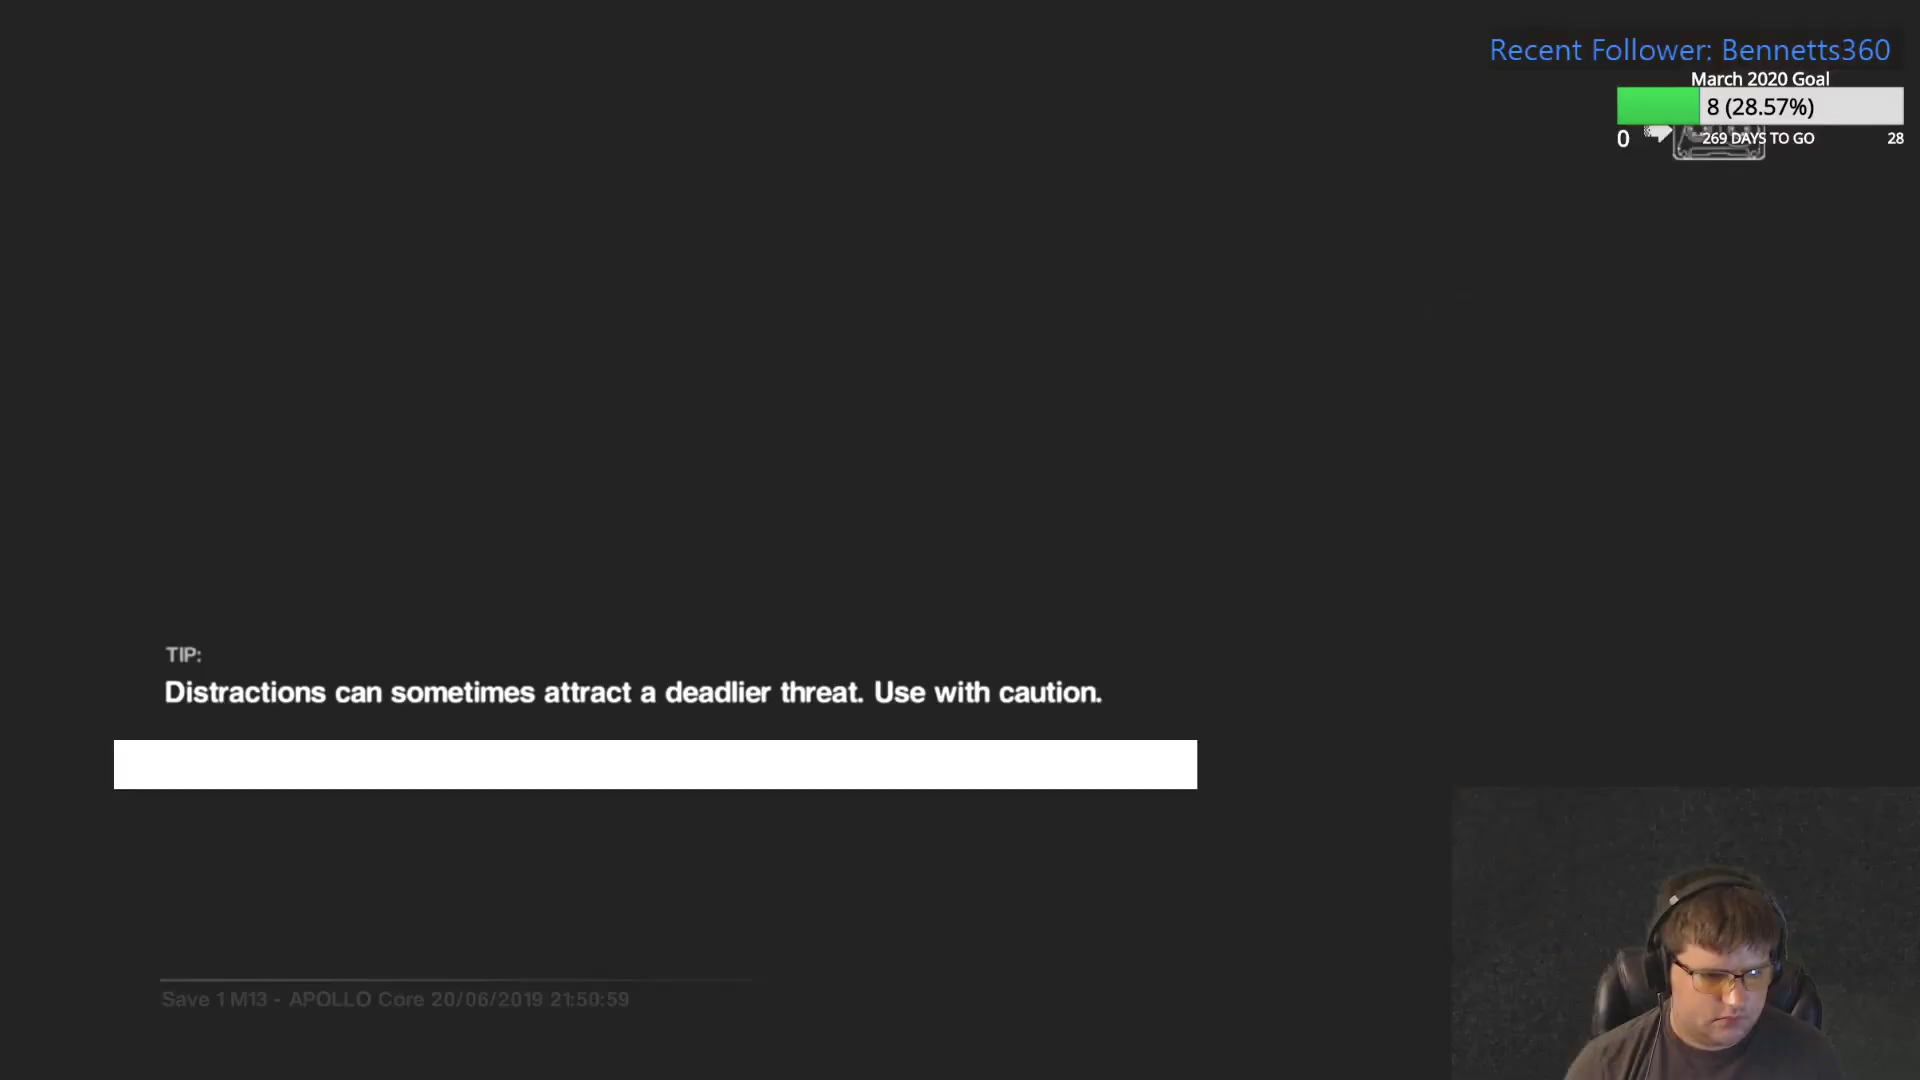 Recent Follower: Bennetts360
March 2020 Goal
8 (28.57%)
0 269 DAYS TO GO 28
TIP:
Distractions can sometimes attract a deadlier threat. Use with caution.
Save 1 M13 - APOLLO Core 20/06/2019 21:50:59